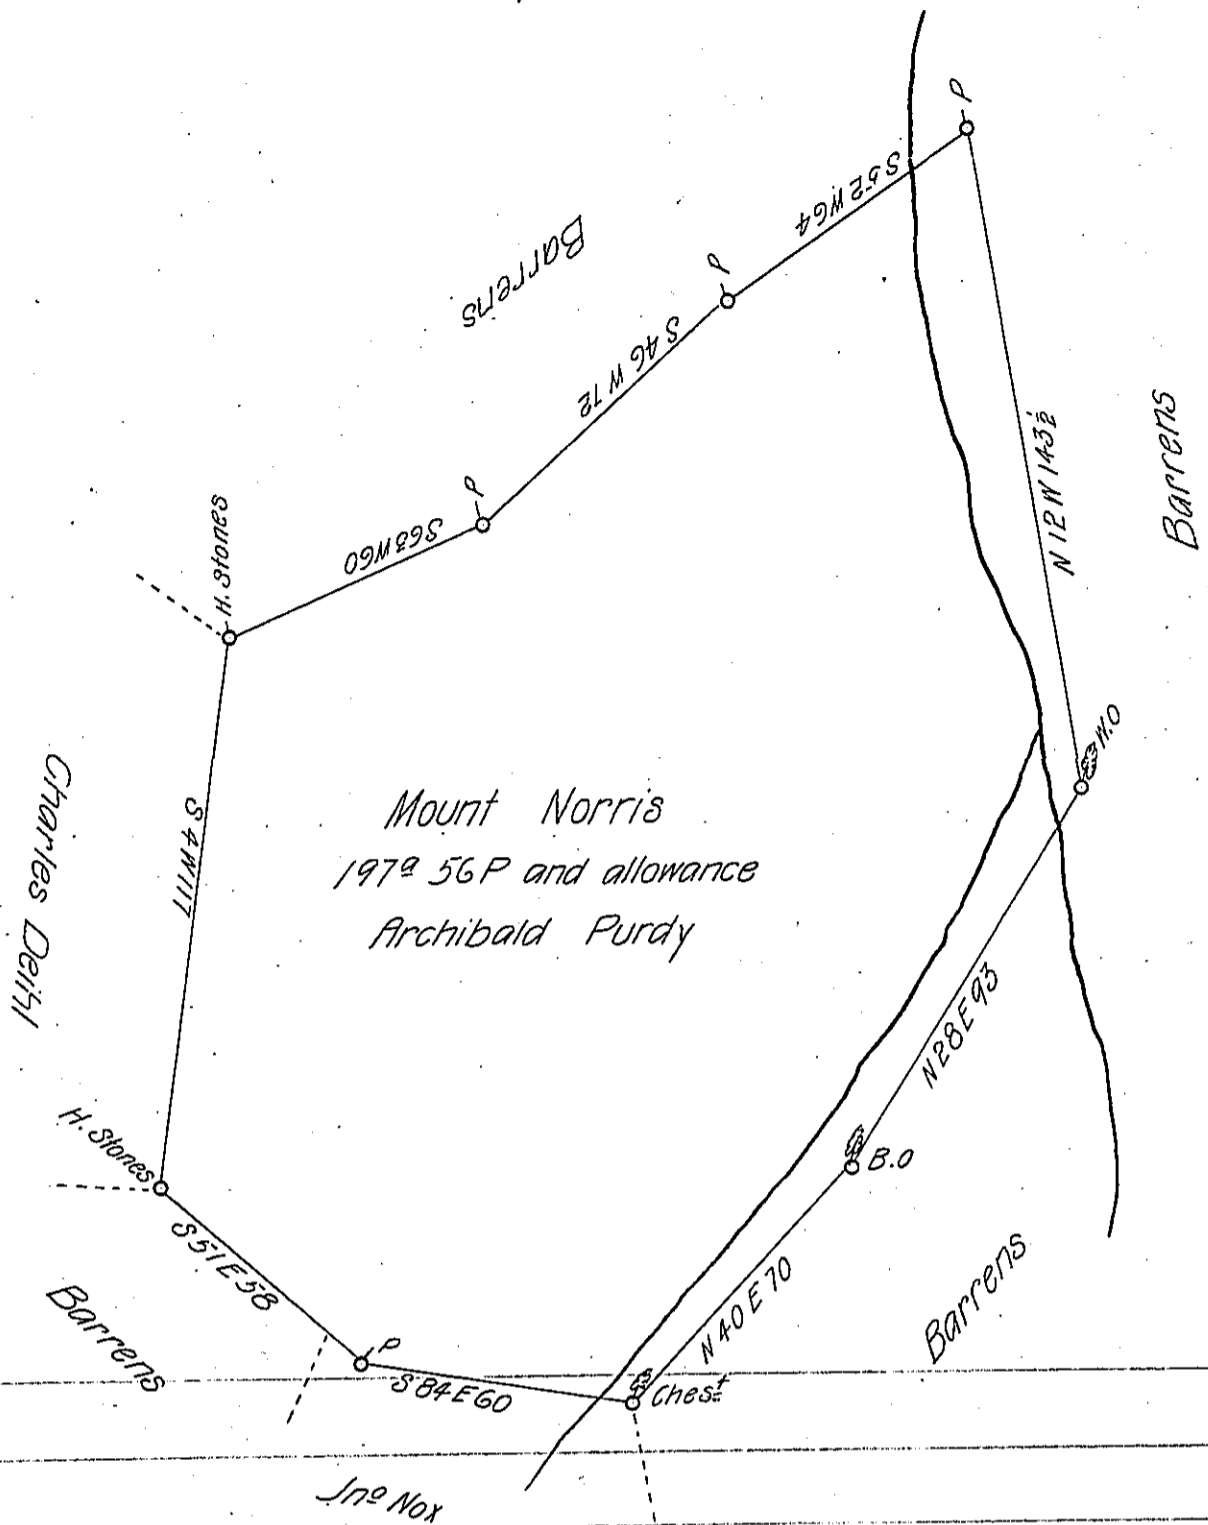 P
S52W64
P
Barrens
S46W72
P
S63W60
H. Stones
N12W143½
Barrens
W.O
Charles Deihl
S4W117
Mount Norris
197ª 56P and allowance
Archibald Purdy
N28E93
B.O
H. Stones
S51E58
Barrens
P
S84E60
Chesᵗ
N40E70
Barrens
Jnº Nox